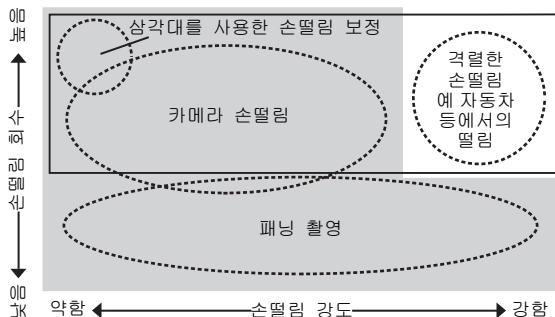 높음
삼각대를 사용한 손떨림 보정
격렬한
손떨림
예 자동차
등에서의
떨림
카메라 손떨림
손떨림 회수
패닝 촬영
낮음
약함
손떨림 강도
강함